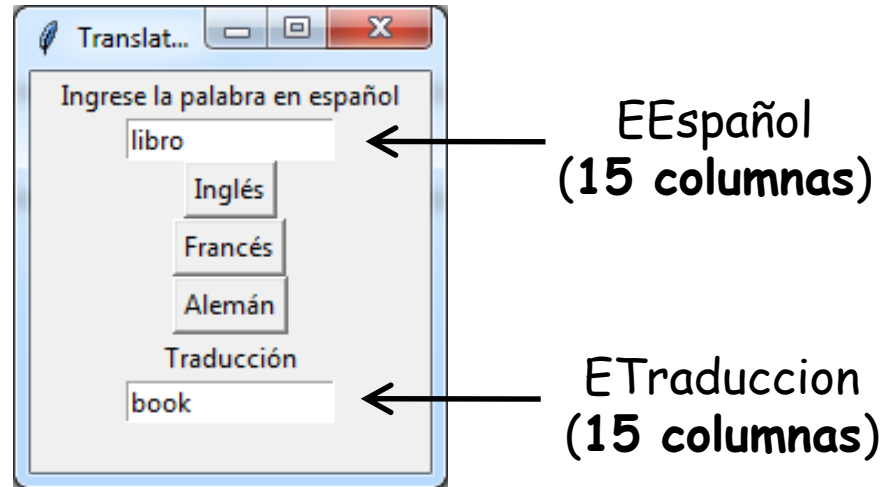 Translat...
Ingrese la palabra en español
libro
EEspañol
(15 columnas)
Inglés
Francés
Alemán
Traducción
book
ETraduccion
(15 columnas)